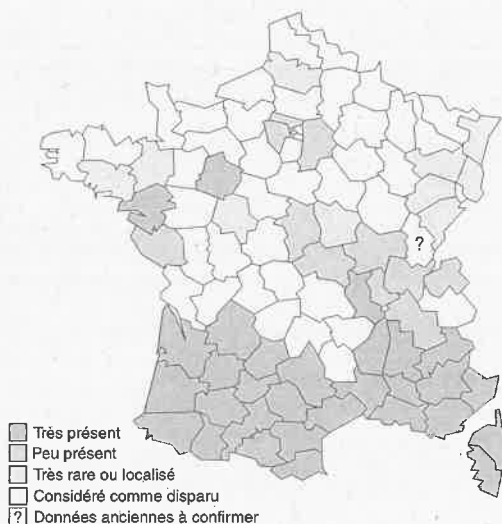 ?
Très présent
Peu présent
Très rare ou localisé
Considéré comme disparu
? Données anciennes à confirmer